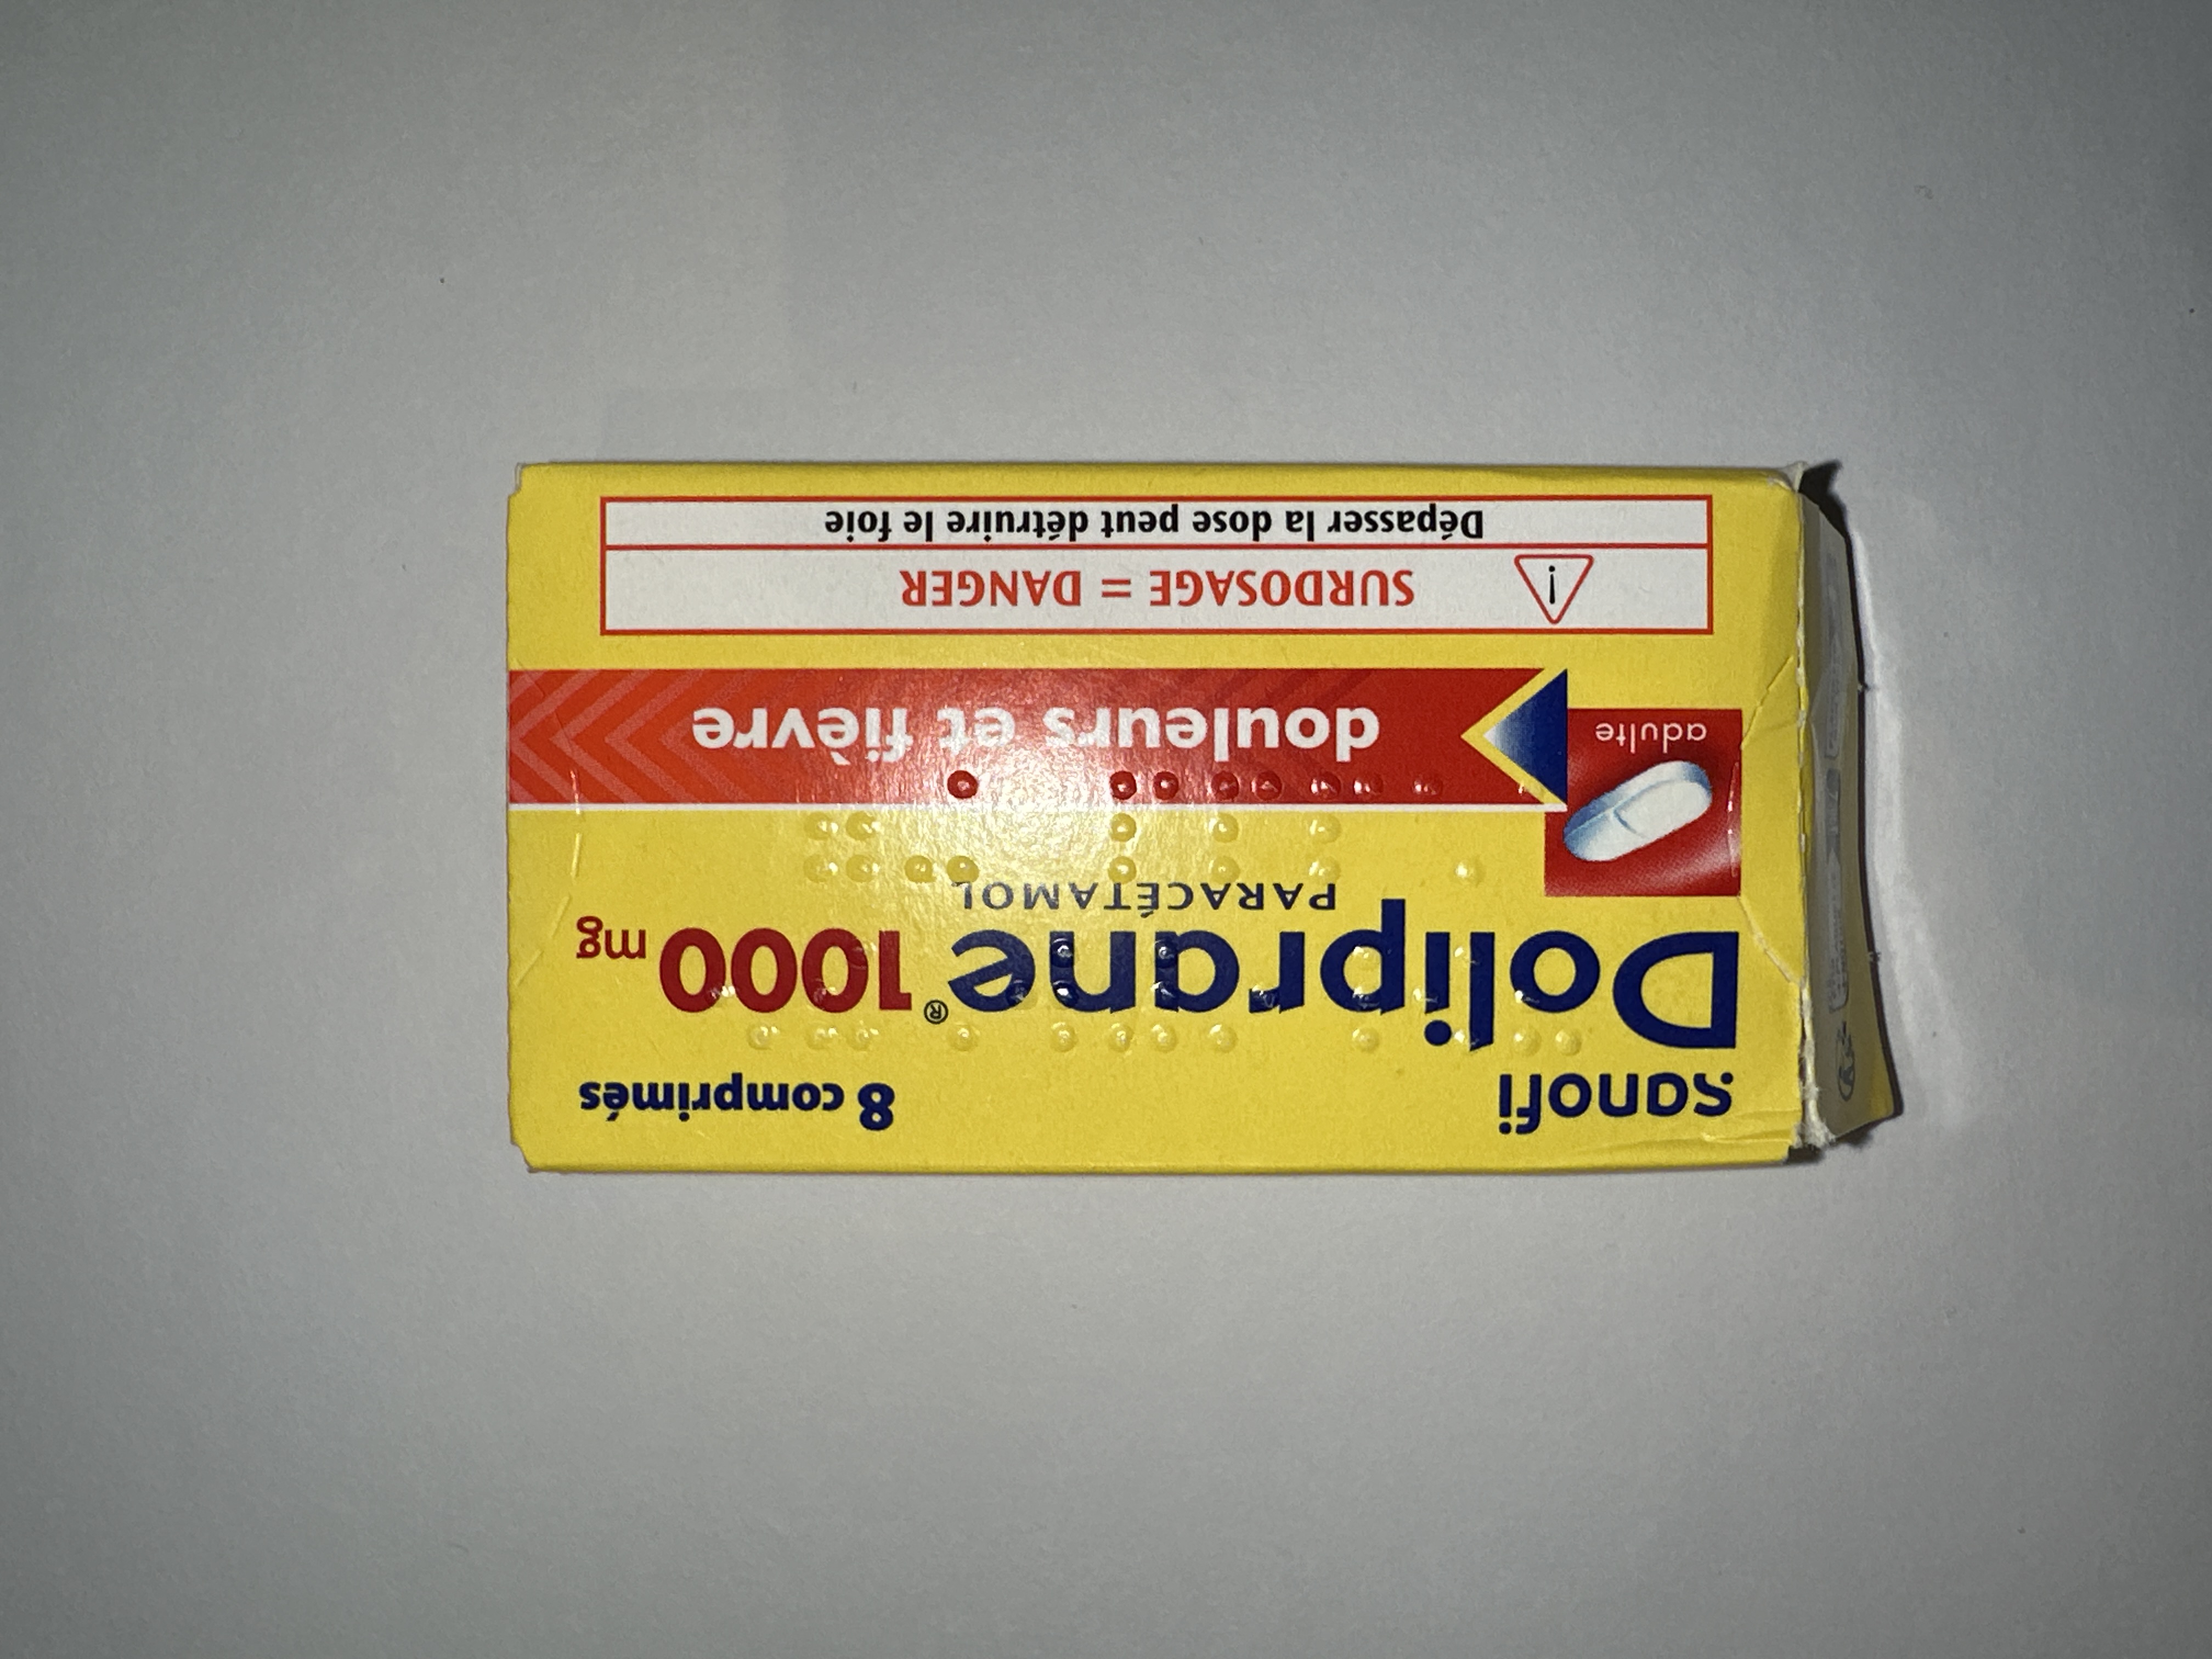 sanofi
8 comprimés
Doliprane® 1000 mg
PARACÉTAMOL
adulte
douleurs et fièvre
SURDOSAGE = DANGER
Dépasser la dose peut détruire le foie